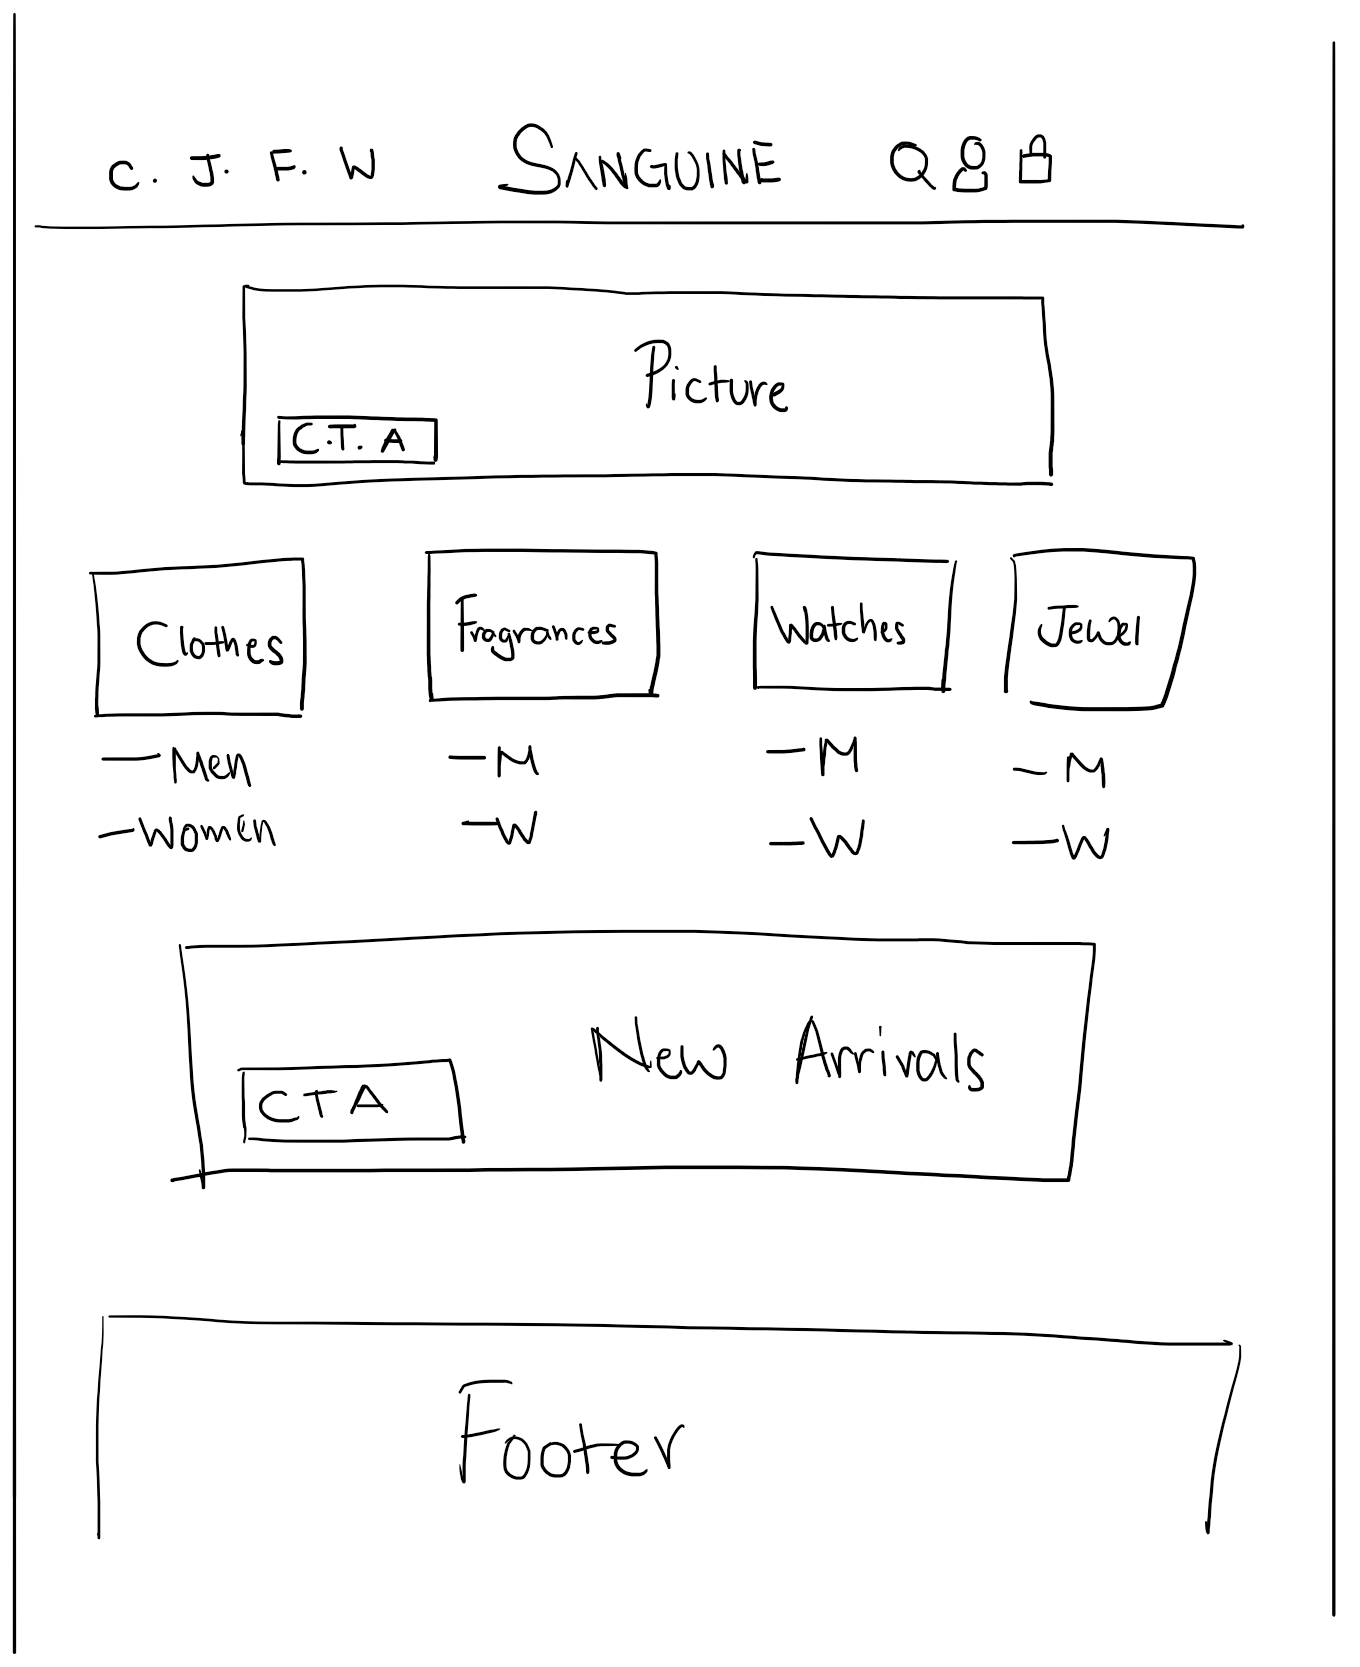 C. J. F. W SANGUINE
Picture
C.T. A
Clothes Fragrances Watches Jewel
—Men —M —M —M
—Women —W —W —W
New Arrivals
CTA
Footer